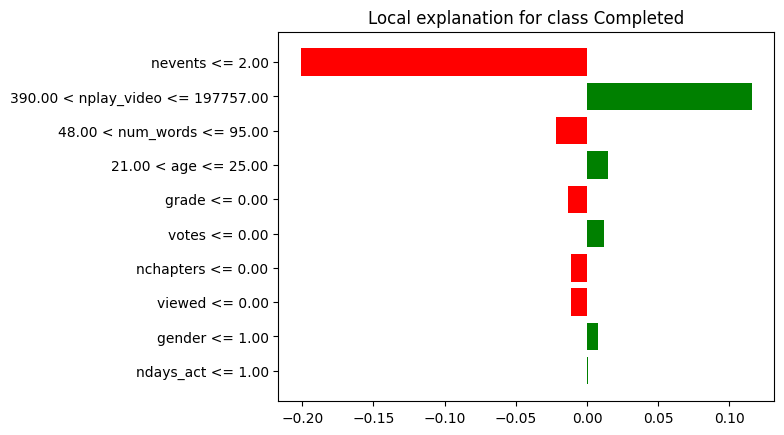 Local explanation for class Completed
nevents <= 2.00
390.00 < nplay_video <= 197757.00
48.00 < num_words <= 95.00
21.00 < age <= 25.00
grade <= 0.00
votes <= 0.00
nchapters <= 0.00
viewed <= 0.00
gender <= 1.00
ndays_act <= 1.00
−0.20 −0.15 −0.10 −0.05 0.00 0.05 0.10